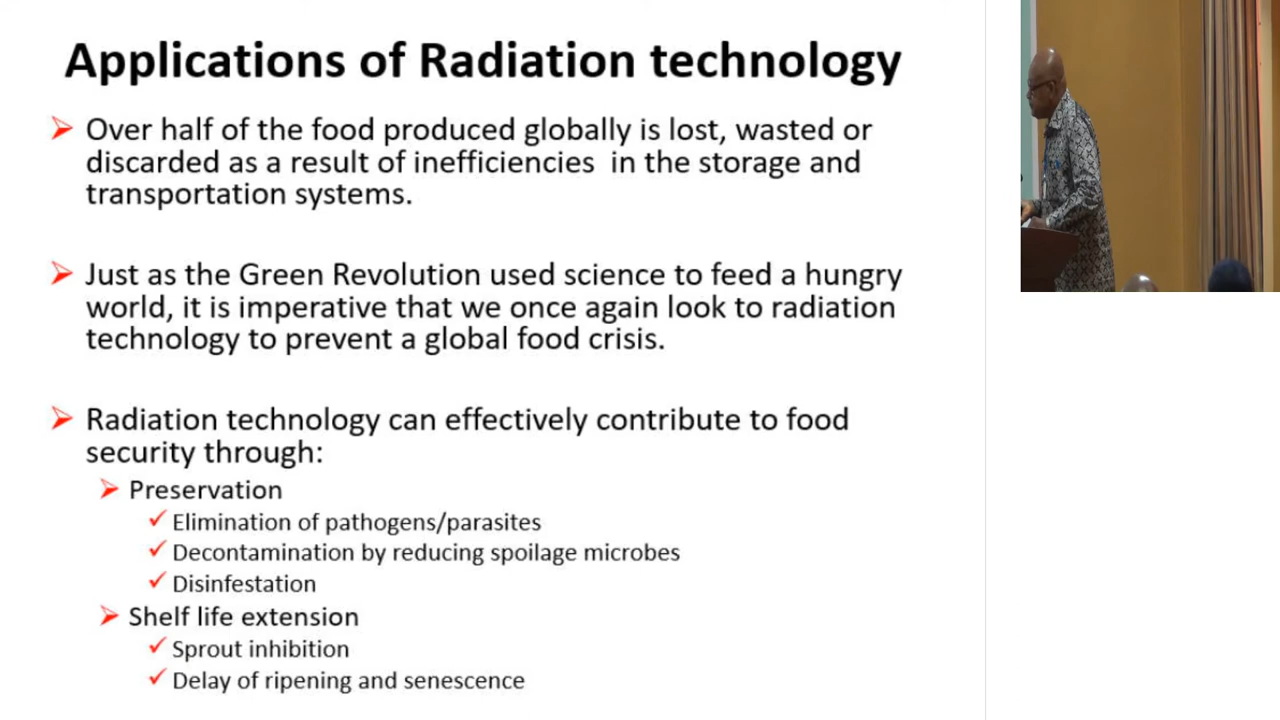 Applications of Radiation technology
Over half of the food produced globally is lost, wasted or
discarded as a result of inefficiencies in the storage and
transportation systems.
Just as the Green Revolution used science to feed a hungry
world, it is imperative that we once again look to radiation
technology to prevent a global food crisis.
Radiation technology can effectively contribute to food
security through:
Preservation
Elimination of pathogens/parasites
Decontamination by reducing spoilage microbes
Disinfestation
Shelf life extension
Sprout inhibition
Delay of ripening and senescence